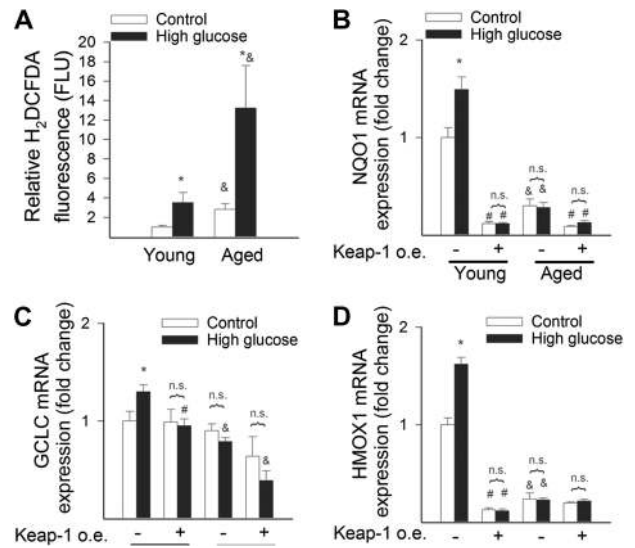 A
Control
High glucose
Relative H2DCFDA
fluorescence (FLU)
20
18
16
14
12
10
8
6
4
2
*
&
*&
Young
Aged
B
Control
High glucose
NQO1 mRNA
expression (fold change)
2
1
*
n.s.
# #
n.s.
& &
n.s.
# #
Keap-1 o.e. - + - +
Young
Aged
C
Control
High glucose
GCLC mRNA
expression (fold change)
2
1
*
n.s.
#
n.s.
&
n.s.
&
Keap-1 o.e. - + - +
D
Control
High glucose
HMOX1 mRNA
expression (fold change)
2
1
*
n.s.
# #
n.s.
& &
n.s.
Keap-1 o.e. - + - +